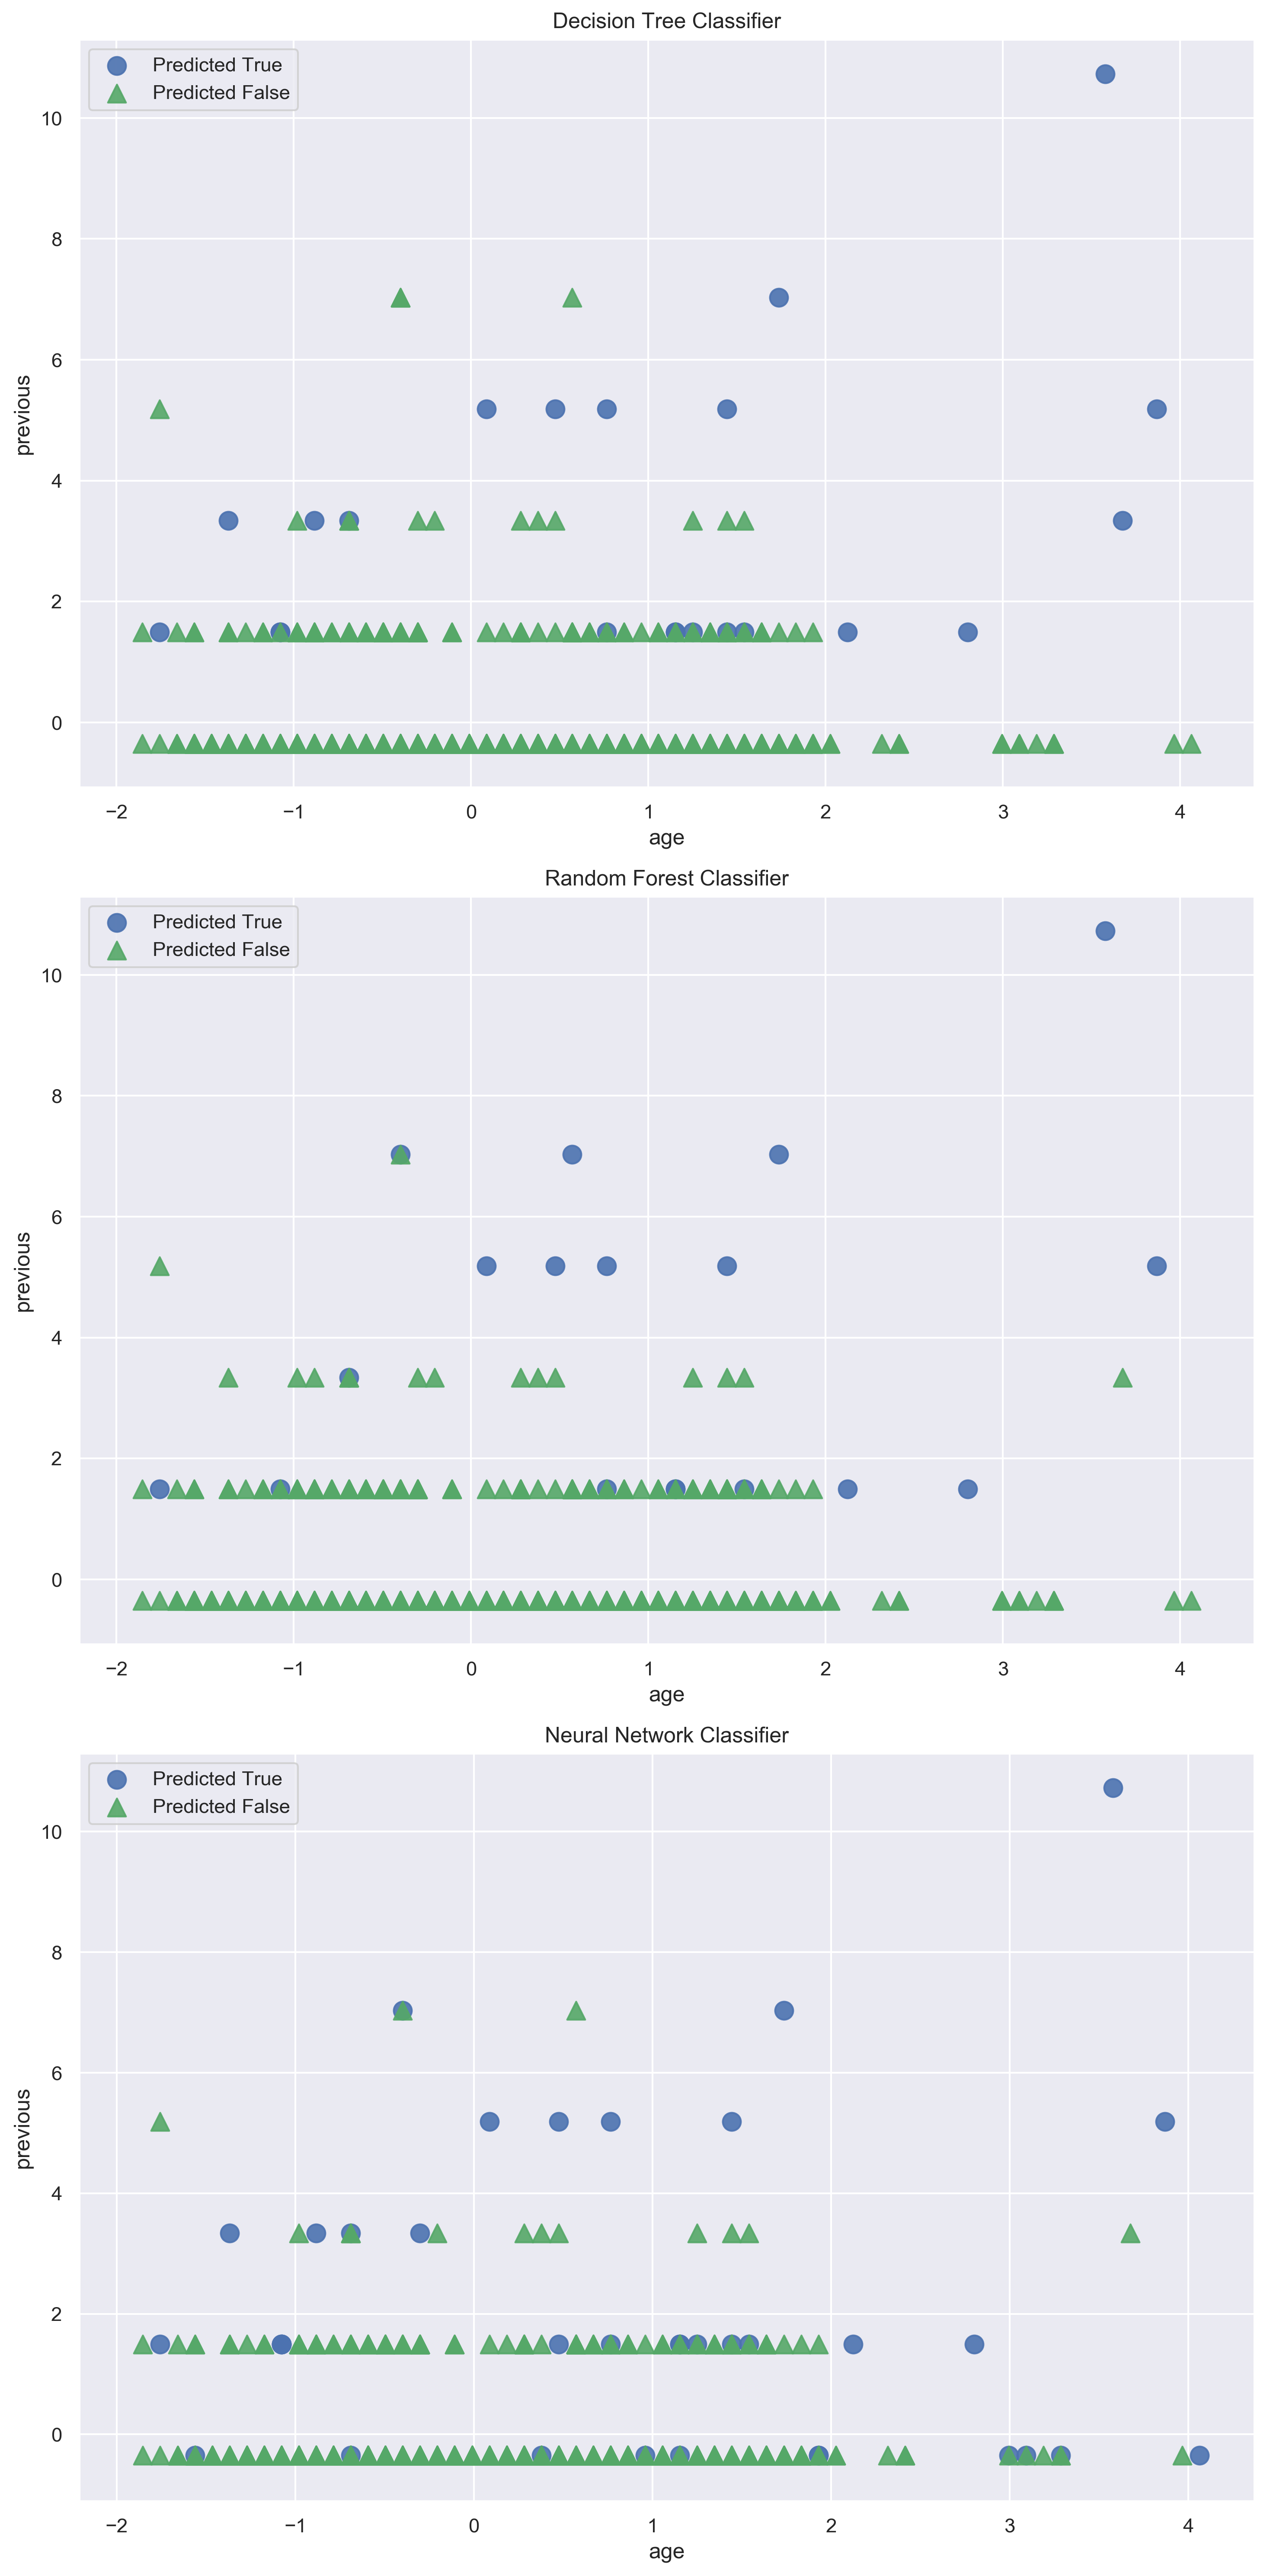 Decision Tree Classifier
Predicted True
Predicted False
10
8
6
4
2
0
previous
−2 −1 0 1 2 3 4
age
Random Forest Classifier
Predicted True
Predicted False
10
8
6
4
2
0
previous
−2 −1 0 1 2 3 4
age
Neural Network Classifier
Predicted True
Predicted False
10
8
6
4
2
0
previous
−2 −1 0 1 2 3 4
age